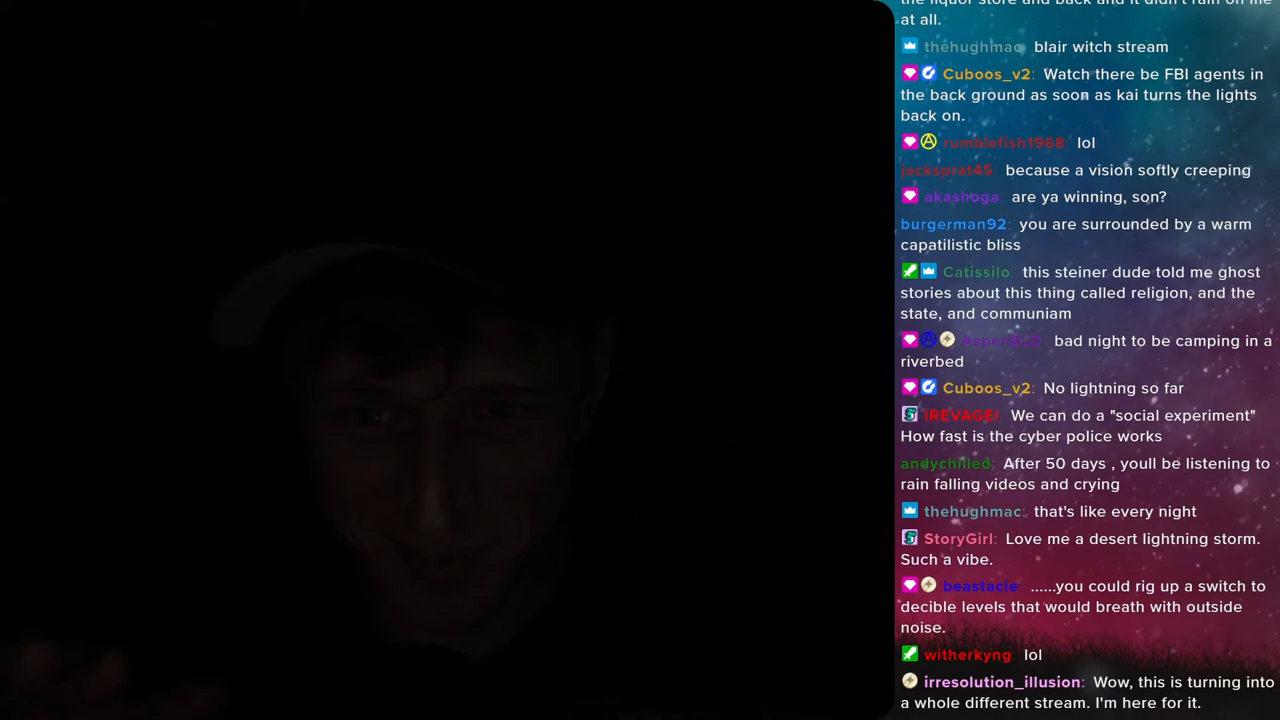 the liquor store and back and it didn't rain on me
at all.
thehughmac: blair witch stream
Cuboos_v2: Watch there be FBI agents in
the back ground as soon as kai turns the lights
back on.
rumblefish1968: lol
jacksprat45: because a vision softly creeping
akashoga: are ya winning, son?
burgerman92: you are surrounded by a warm
capatilistic bliss
Catissilo: this steiner dude told me ghost
stories about this thing called religion, and the
state, and communiam
bad night to be camping in a
riverbed
Cuboos_v2: No lightning so far
IREVAGEI: We can do a "social experiment"
How fast is the cyber police works
andychilled: After 50 days , youll be listening to
rain falling videos and crying
thehughmac: that's like every night
StoryGirl: Love me a desert lightning storm.
Such a vibe.
beastacle: ......you could rig up a switch to
decible levels that would breath with outside
noise.
witherkyng: lol
irresolution_illusion: Wow, this is turning into
a whole different stream. I'm here for it.